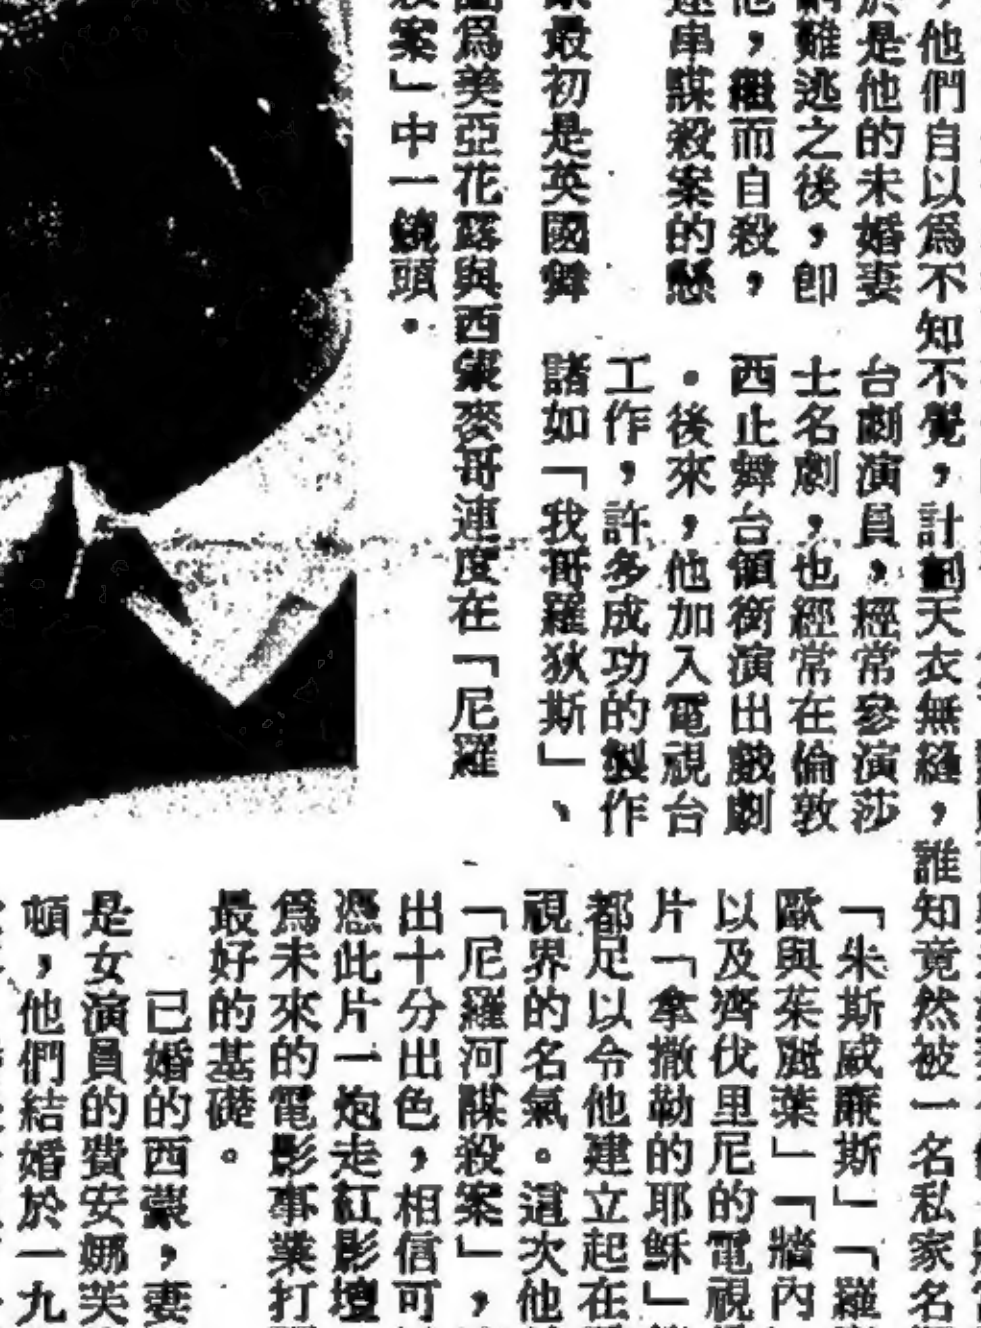 ，他們自以爲不知不覺，計劃天衣無縫，誰知竟然被一名私家名
於是他的未婚妻
難逃之後，即
他，繼而自殺，
連串謀殺案的懸
最初是英國舞
台劇演員，經常參演莎
士名劇，也經常在倫敦
西止舞台領銜演出戲劇
。後來，他加入電視台
工作，許多成功的製作
諸如「我哥羅狄斯」、
「朱斯威廉斯」「羅
歐與茱麗葉」「牆內
以及濟伏里尼的電視
片「拿撒勒的耶穌」
都足以令他建立起在
視界的名氣。這次他
「尼羅河謀殺案」，
出十分出色，相信可
憑此片一炮走紅影壇
爲未來的電影事業打
最好的基礎。
已婚的西蒙，妻
是女演員的費安娜芙
頓，他們結婚於一九
圖爲美亞花露與西蒙麥哥連度在「尼羅
殺案」中一鏡頭。